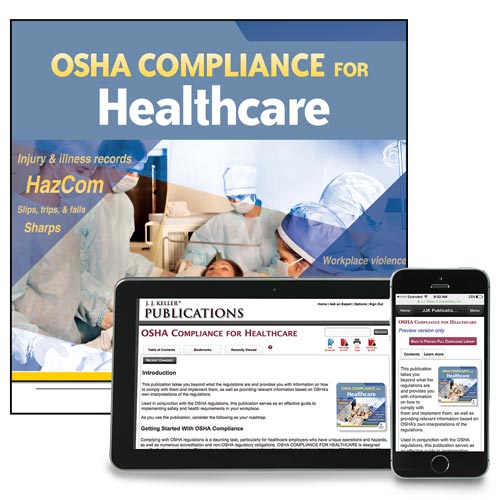 OSHA COMPLIANCE FOR
Healthcare
Injury & illness records
HazCom
Slips, trips, & falls
Sharps
Workplace violence
J. J. KELLER®
PUBLICATIONS
Home | Ask an Expert | Options | Sign Out
OSHA COMPLIANCE FOR HEALTHCARE
Table of Contents
Bookmarks
Recently Viewed
RECENT CHANGES
Introduction
This publication takes you beyond what the regulations are and provides you with information on how
to comply with them and implement them, as well as providing relevant information based on OSHA's
own interpretations of the regulations.
Used in conjunction with the OSHA regulations, this publication serves as an effective guide to
implementing safety and health requirements in your workplace.
As you use the publication, consider the following as your roadmap.
Getting Started With OSHA Compliance
Complying with OSHA regulations is a daunting task, particularly for healthcare employers who have unique operations and hazards,
as well as numerous accreditation and non-OSHA regulatory obligations. OSHA COMPLIANCE FOR HEALTHCARE is designed
OSHA COMPLIANCE FOR
Healthcare
Extended
9:32 AM
Home
JJK Publicatio...
OSHA COMPLIANCE FOR HEALTHCARE
Preview version only
Contents
Learn more
This publication
takes you beyond
what the
regulations are
and provides you
with information
on how to
comply with
them and implement them, as well as
providing relevant information based on
OSHA's own interpretations of the
regulations.
Used in conjunction with the OSHA
regulations, this publication serves as an